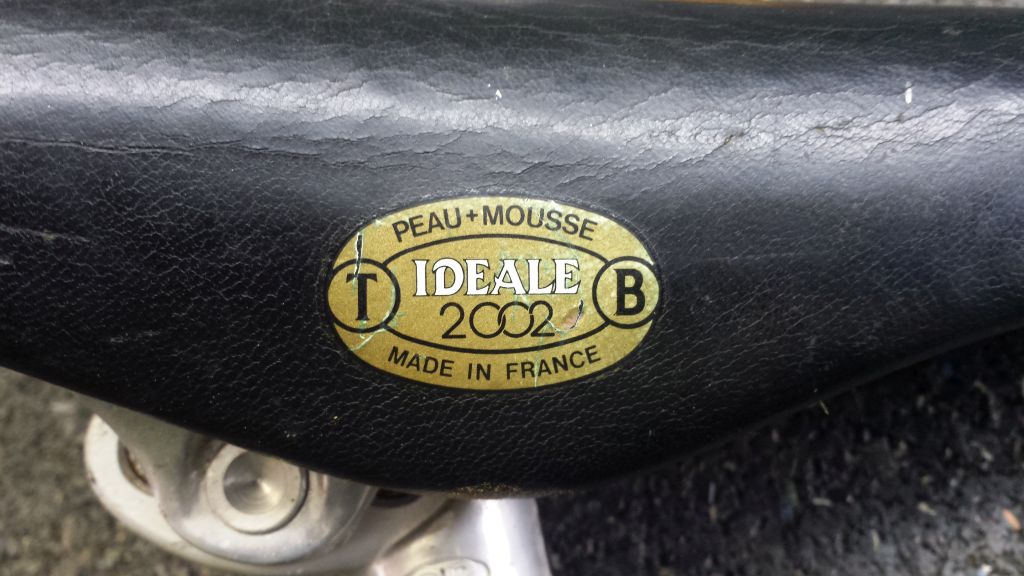 PEAU+MOUSSE
T IDEALE B
2002
MADE IN FRANCE